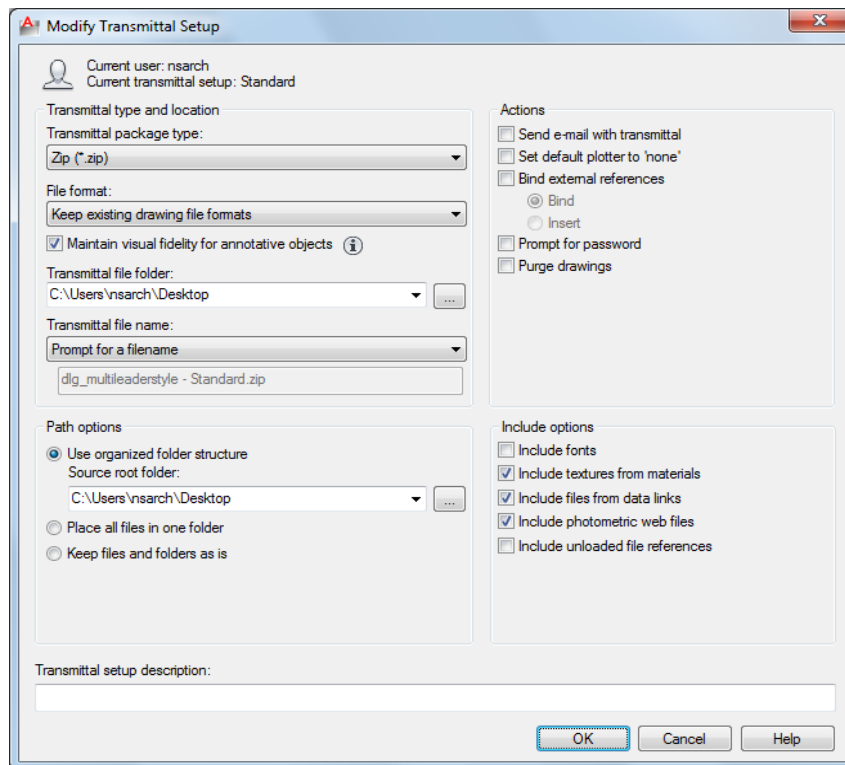 Modify Transmittal Setup
Current user: nsarch
Current transmittal setup: Standard
Transmittal type and location
Transmittal package type:
Zip (*.zip)
File format:
Keep existing drawing file formats
Maintain visual fidelity for annotative objects
Transmittal file folder:
C:\Users\nsarch\Desktop
...
Transmittal file name:
Prompt for a filename
dlg_multileaderstyle - Standard.zip
Actions
Send e-mail with transmittal
Set default plotter to 'none'
Bind external references
Bind
Insert
Prompt for password
Purge drawings
Path options
Use organized folder structure
Source root folder:
C:\Users\nsarch\Desktop
...
Place all files in one folder
Keep files and folders as is
Include options
Include fonts
Include textures from materials
Include files from data links
Include photometric web files
Include unloaded file references
Transmittal setup description:
OK
Cancel
Help